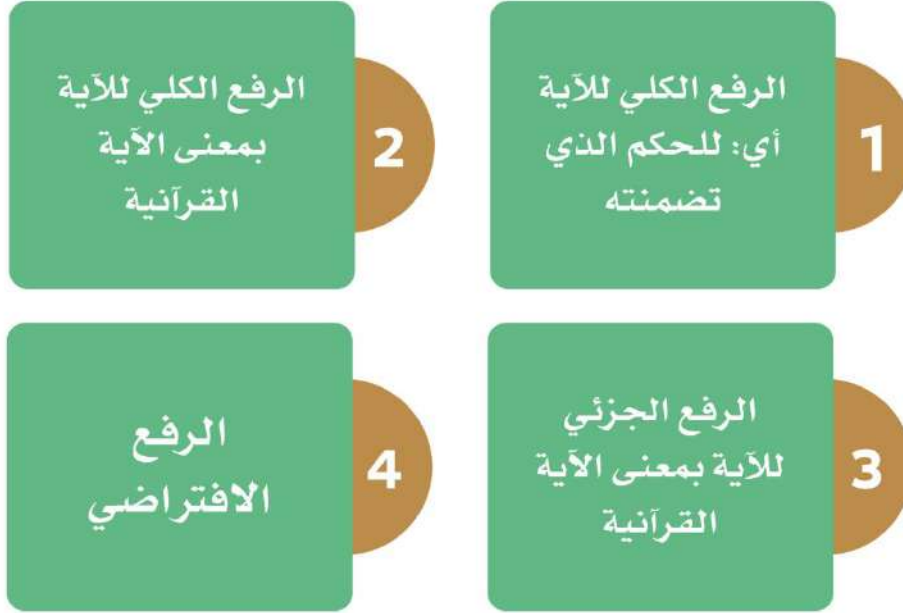 1
الرفع الكلي للآية
أي: للحكم الذي
تضمنته
2
الرفع الكلي للآية
بمعنى الآية
القرآنية
3
الرفع الجزئي
للآية بمعنى الآية
القرآنية
4
الرفع
الافتراضي